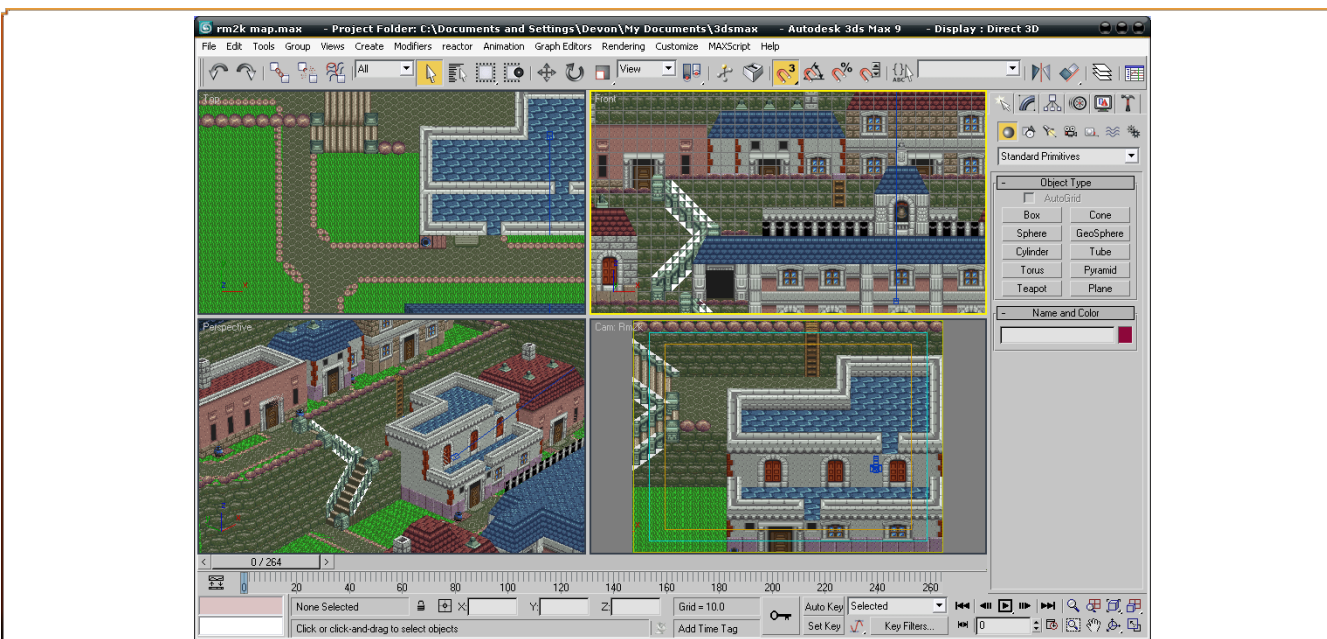 rm2k map.max - Project Folder: C:\Documents and Settings\Devon\My Documents\3dsmax - Autodesk 3ds Max 9 - Display : Direct 3D
File Edit Tools Group Views Create Modifiers reactor Animation Graph Editors Rendering Customize MAXScript Help
All View
Top Front
Standard Primitives
- Object Type
AutoGrid
Box Cone
Sphere GeoSphere
Cylinder Tube
Torus Pyramid
Teapot Plane
- Name and Color
Perspective Cam: Rm2k
< 0 / 264 >
0 20 40 60 80 100 120 140 160 180 200 220 240 260
None Selected X: Y: Z: Grid = 10.0 Auto Key Selected
Click or click-and-drag to select objects Add Time Tag Set Key Key Filters... 0